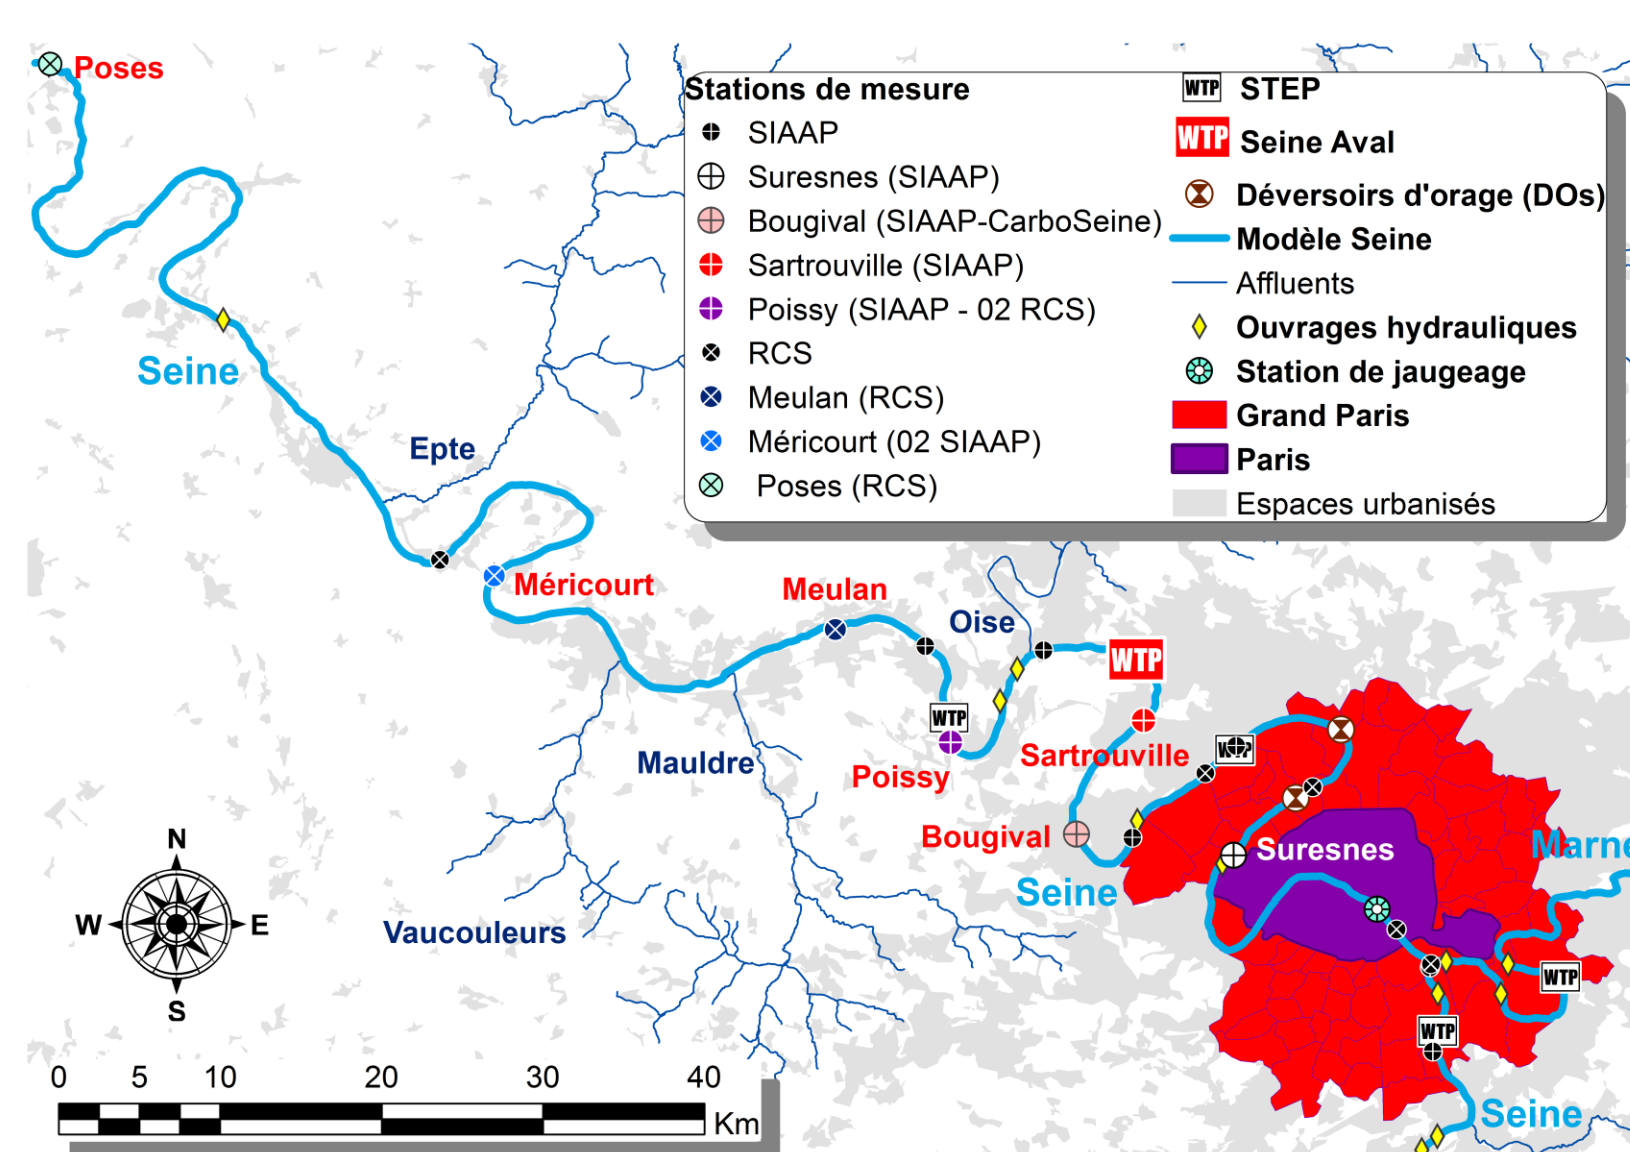 Poses
Stations de mesure
SIAAP
Suresnes (SIAAP)
Bougival (SIAAP-CarboSeine)
Sartrouville (SIAAP)
Poissy (SIAAP - 02 RCS)
RCS
Meulan (RCS)
Méricourt (02 SIAAP)
Poses (RCS)
WTP STEP
WTP Seine Aval
Déversoirs d'orage (DOs)
Modèle Seine
Affluents
Ouvrages hydrauliques
Station de jaugeage
Grand Paris
Paris
Espaces urbanisés
Seine
Epte
Méricourt
Meulan
Oise
WTP
WTP
Sartrouville
WTP
Mauldre
Poissy
Bougival
Suresnes
Marne
Seine
Vaucouleurs
WTP
WTP
Seine
N
W E
S
0 5 10 20 30 40
Km